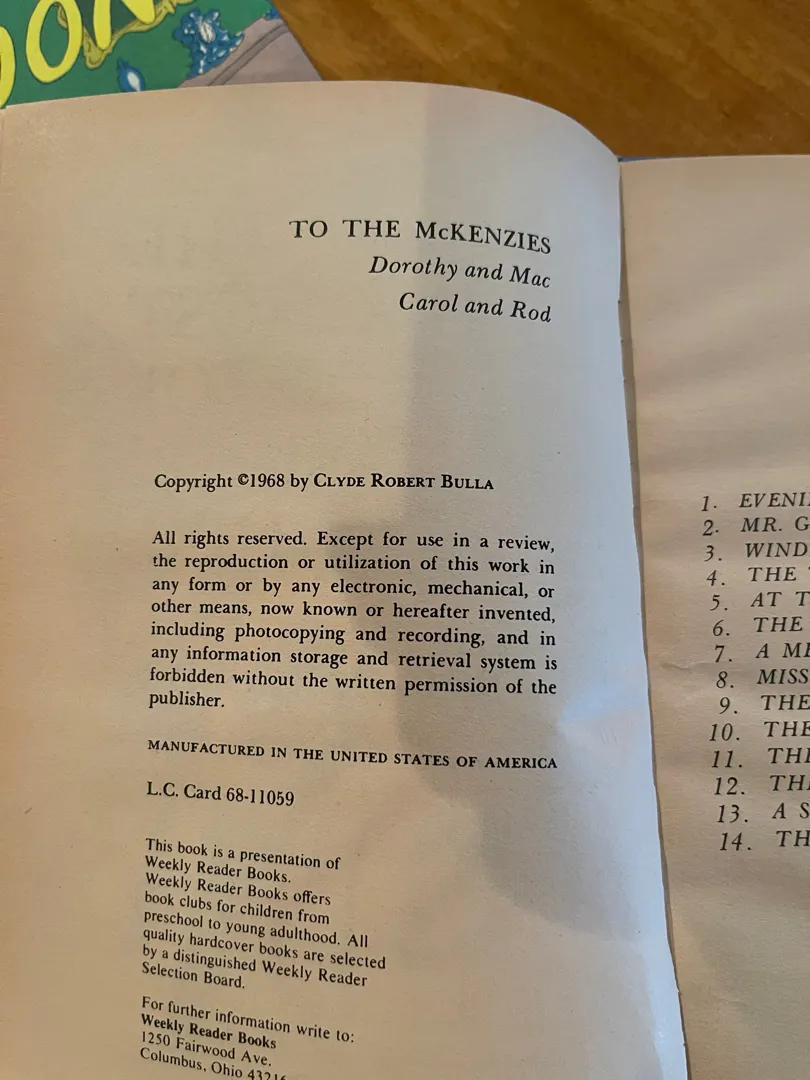 TO THE McKENZIES
Dorothy and Mac
Carol and Rod
Copyright ©1968 by CLYDE ROBERT BULLA
All rights reserved. Except for use in a review,
the reproduction or utilization of this work in
any form or by any electronic, mechanical, or
other means, now known or hereafter invented,
including photocopying and recording, and in
any information storage and retrieval system is
forbidden without the written permission of the
publisher.
MANUFACTURED IN THE UNITED STATES OF AMERICA
L.C. Card 68-11059
This book is a presentation of
Weekly Reader Books.
Weekly Reader Books offers
book clubs for children from
preschool to young adulthood. All
quality hardcover books are selected
by a distinguished Weekly Reader
Selection Board.
For further information write to:
Weekly Reader Books
1250 Fairwood Ave.
Columbus, Ohio 43216
1.
2. MR.
3. WIND
4. THE
5. AT
6. THE
7. A
8. MISS
9. THE
10. THE
11.
12.
13. A
14.